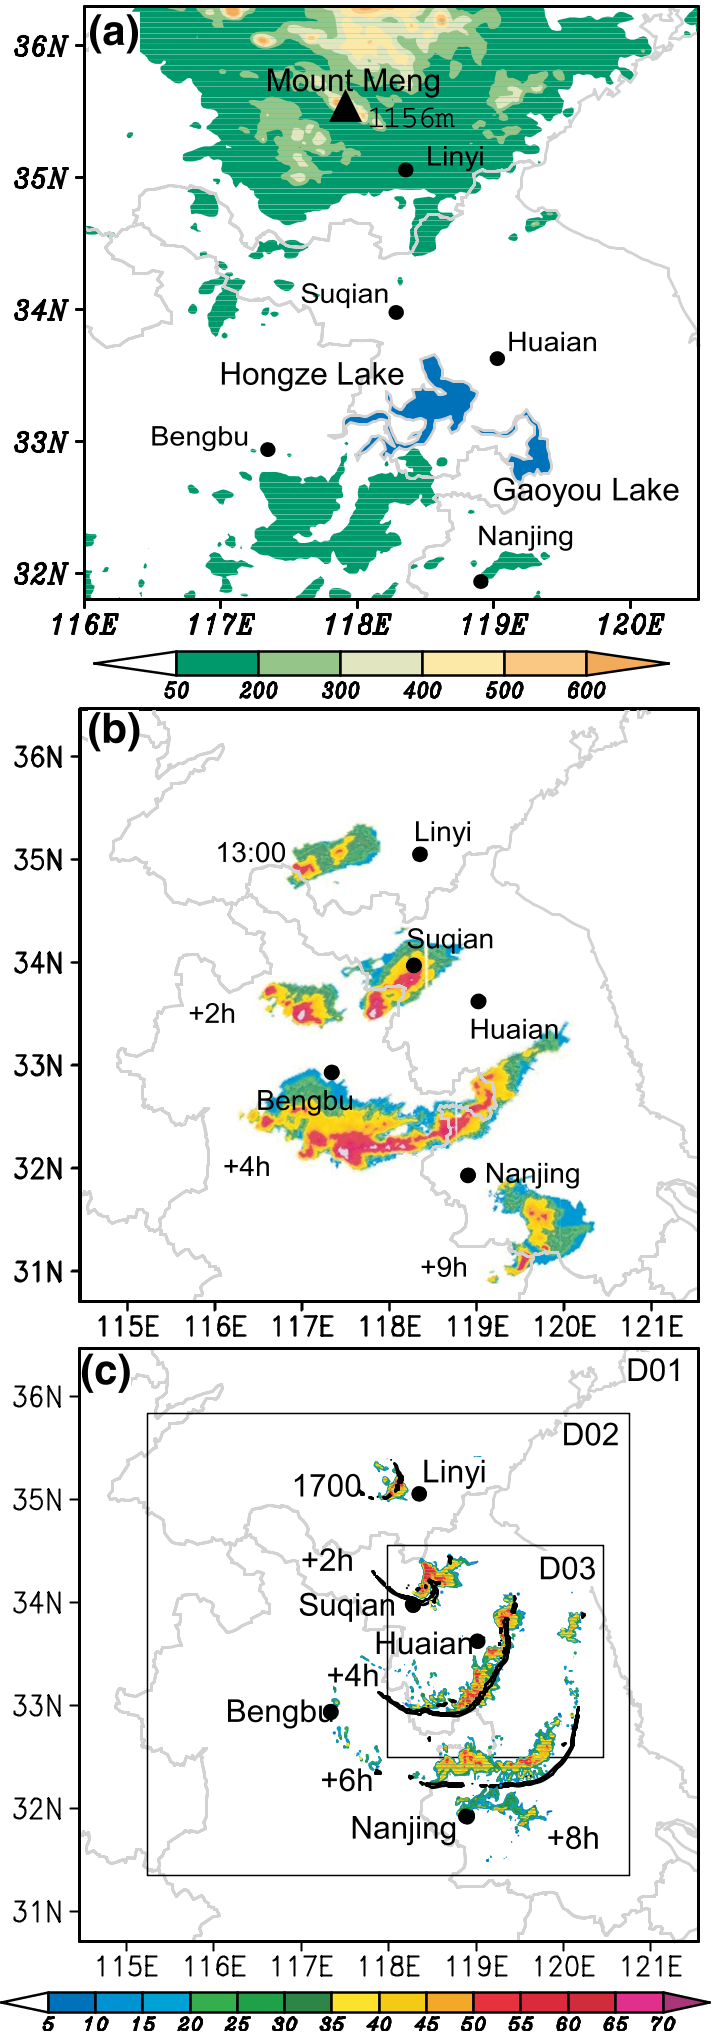 (a)
36N
Mount Meng
1156m
Linyi
35N
Suqian
34N
Huaian
Hongze Lake
Bengbu
33N
Gaoyou Lake
Nanjing
32N
116E 117E 118E 119E 120E
50 200 300 400 500 600
(b)
36N
Linyi
13:00
35N
Suqian
34N
+2h
Huaian
33N
Bengbu
+4h
Nanjing
32N
+9h
31N
115E 116E 117E 118E 119E 120E 121E
(c)
D01
36N
D02
Linyi
1700
35N
+2h
D03
34N
Suqian
Huaian
+4h
33N
Bengbu
+6h
32N
Nanjing
+8h
31N
115E 116E 117E 118E 119E 120E 121E
5 10 15 20 25 30 35 40 45 50 55 60 65 70